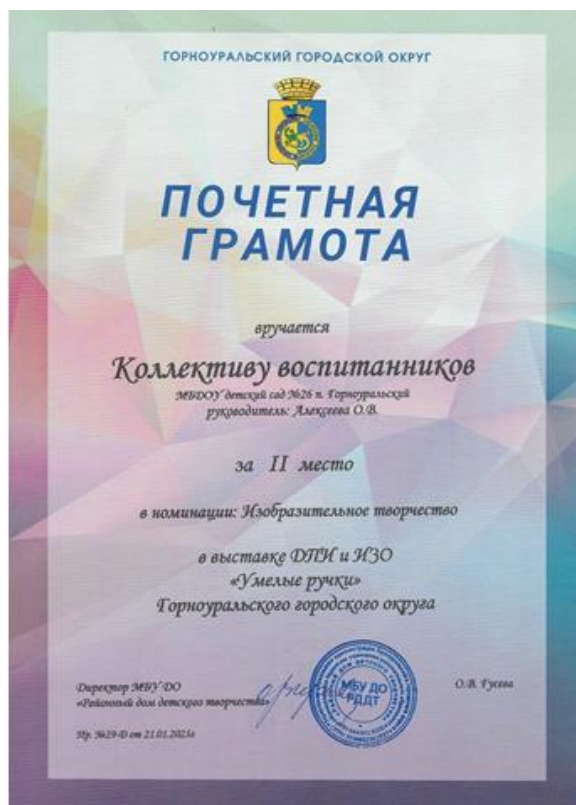 ГОРНОУРАЛЬСКИЙ ГОРОДСКОЙ ОКРУГ
ПОЧЕТНАЯ
ГРАМОТА
вручается
Коллективу воспитанников
МБДОУ детский сад №26 п. Горноуральский
руководитель: Алексеева О.В.
за II место
в номинации: Изобразительное творчество
в выставке ДПИ и ИЗО
«Умелые ручки»
Горноуральского городского округа
Директор МБУ ДО
«Районный дом детского творчества»
О.В. Гусева
МБУ ДО
РДДТ
Пр. №29-D от 21.01.2025г